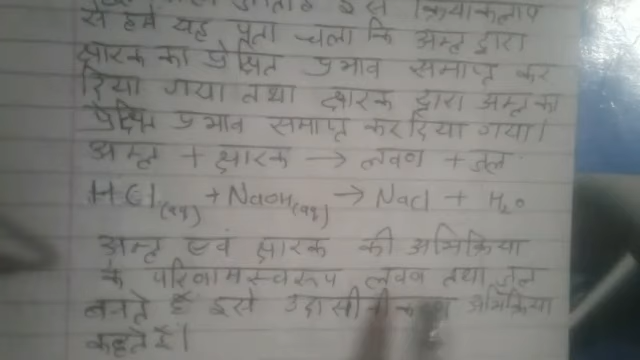 इस क्रियाकलाप
से हमें यह पता चला कि अम्ल द्वारा
क्षारक का प्रेक्षित प्रभाव समाप्त कर
दिया गया तथा क्षारक द्वारा अम्ल का
प्रेक्षित प्रभाव समाप्त कर दिया गया।
अम्ल + क्षारक → लवण + जल
HCl(aq) + NaOH(aq) → NaCl + H₂O
अम्ल एवं क्षारक की अभिक्रिया
के परिणामस्वरूप लवण तथा जल
बनते हैं इसे उदासीनीकरण अभिक्रिया
कहते हैं।